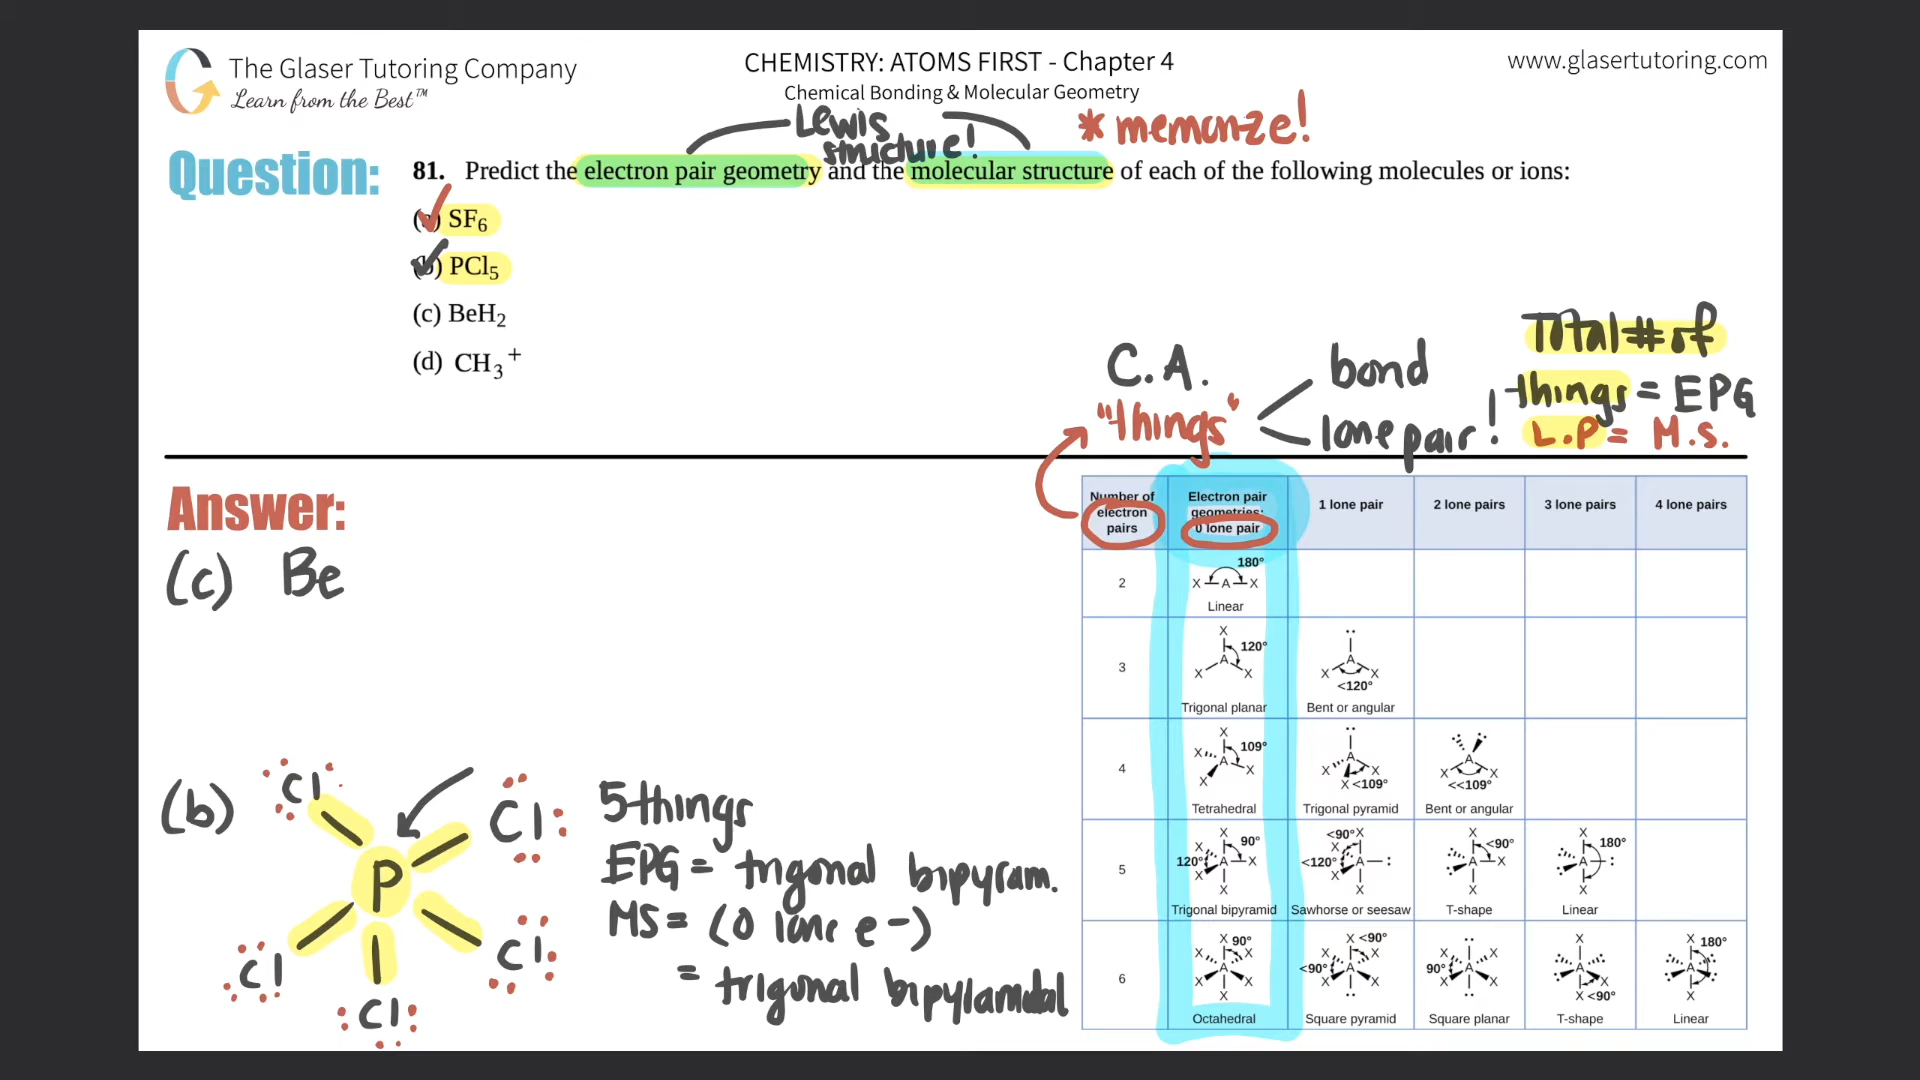 The Glaser Tutoring Company
Learn from the Best™
CHEMISTRY: ATOMS FIRST - Chapter 4
Chemical Bonding & Molecular Geometry
www.glasertutoring.com
Lewis structure!
* memorize!
Question:
81. Predict the electron pair geometry and the molecular structure of each of the following molecules or ions:
(a) SF6
(b) PCl5
(c) BeH2
(d) CH3+
C.A.
"things"
bond
lone pair!
Total # of
things = EPG
L.P = M.S.
Answer:
(c) Be
(b)
Cl
Cl
P
Cl
Cl
Cl
5 things
EPG = trigonal bipyram.
MS = (0 lone e-)
= trigonal bipyramidal
Number of electron pairs
Electron pair geometries: 0 lone pair
1 lone pair
2 lone pairs
3 lone pairs
4 lone pairs
2
180°
X A X
Linear
3
X
120°
A
X X
Trigonal planar
A
X X
<120°
Bent or angular
4
X
109°
X A
X X
Tetrahedral
A
X X
X <109°
Trigonal pyramid
A
X X
<<109°
Bent or angular
5
X 90°
X
120° A X
X
X
Trigonal bipyramid
<90° X
X
<120° A :
X
X
Sawhorse or seesaw
X <90°
A X
X
T-shape
X 180°
A :
X
Linear
6
X 90°
X X
A
X X
X
Octahedral
X <90°
X X
<90° A
X X
Square pyramid
X X
90° A
X X
Square planar
X
A
X
X <90°
T-shape
X 180°
A
X
Linear